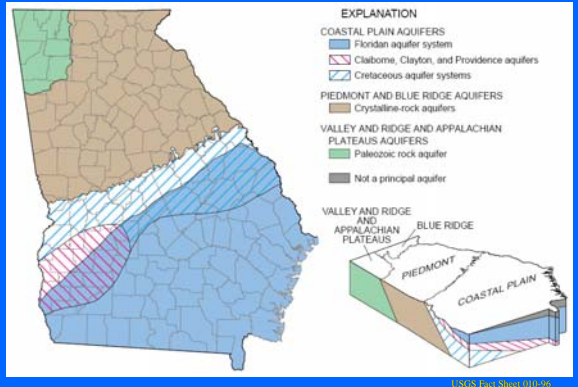 EXPLANATION
COASTAL PLAIN AQUIFERS
Floridan aquifer system
Claiborne, Clayton, and Providence aquifers
Cretaceous aquifer systems
PIEDMONT AND BLUE RIDGE AQUIFERS
Crystalline-rock aquifers
VALLEY AND RIDGE AND APPALACHIAN
PLATEAUS AQUIFERS
Paleozoic rock aquifer
Not a principal aquifer
VALLEY AND RIDGE
AND
APPALACHIAN
PLATEAUS
BLUE RIDGE
PIEDMONT
COASTAL PLAIN
USGS Fact Sheet 010-96